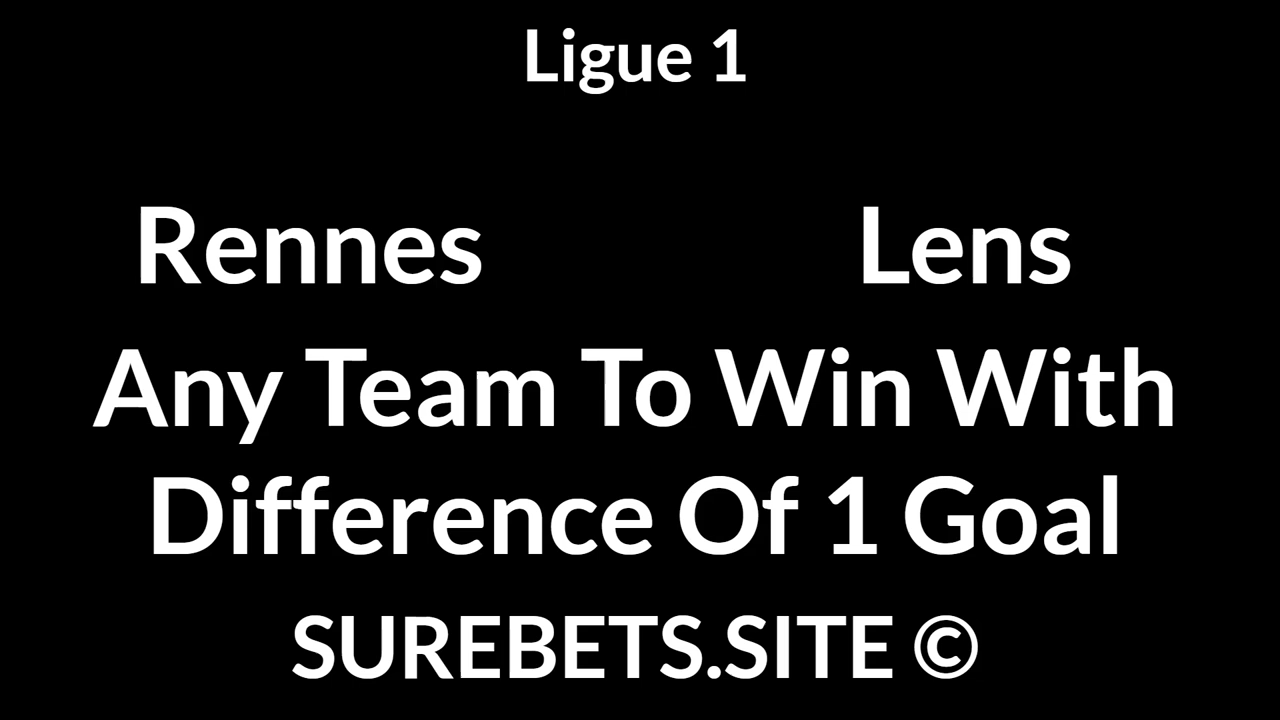 Ligue 1
Rennes Lens
Any Team To Win With
Difference Of 1 Goal
SUREBETS.SITE ©